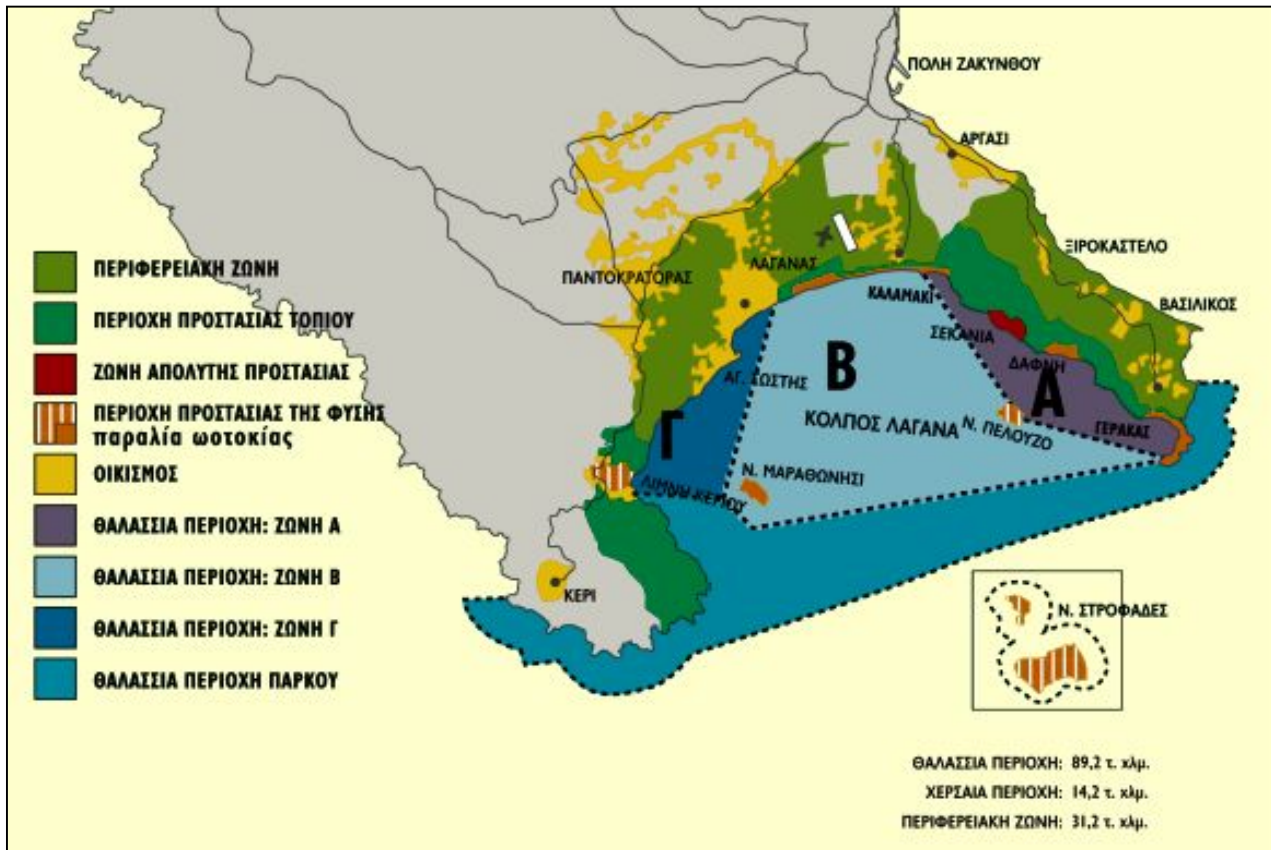 ΠΟΛΗ ΖΑΚΥΝΘΟΥ
ΑΡΓΑΣΙ
ΞΙΡΟΚΑΣΤΕΛΟ
ΛΑΓΑΝΑΣ
ΠΑΝΤΟΚΡΑΤΟΡΑΣ
ΚΑΛΑΜΑΚΙ
ΒΑΣΙΛΙΚΟΣ
ΣΕΚΑΝΙΑ
ΔΑΦΝΗ
Β
Α
ΑΓ. ΣΩΣΤΗΣ
ΚΟΛΠΟΣ ΛΑΓΑΝΑ
Ν. ΠΕΛΟΥΖΟ
ΓΕΡΑΚΑΣ
Γ
Ν. ΜΑΡΑΘΩΝΗΣΙ
ΛΙΜΝΗ ΚΕΡΙΟΥ
ΚΕΡΙ
Ν. ΣΤΡΟΦΑΔΕΣ
ΠΕΡΙΦΕΡΕΙΑΚΗ ΖΩΝΗ
ΠΕΡΙΟΧΗ ΠΡΟΣΤΑΣΙΑΣ ΤΟΠΙΟΥ
ΖΩΝΗ ΑΠΟΛΥΤΗΣ ΠΡΟΣΤΑΣΙΑΣ
ΠΕΡΙΟΧΗ ΠΡΟΣΤΑΣΙΑΣ ΤΗΣ ΦΥΣΗΣ
παραλία ωοτοκίας
ΟΙΚΙΣΜΟΣ
ΘΑΛΑΣΣΙΑ ΠΕΡΙΟΧΗ: ΖΩΝΗ Α
ΘΑΛΑΣΣΙΑ ΠΕΡΙΟΧΗ: ΖΩΝΗ Β
ΘΑΛΑΣΣΙΑ ΠΕΡΙΟΧΗ: ΖΩΝΗ Γ
ΘΑΛΑΣΣΙΑ ΠΕΡΙΟΧΗ ΠΑΡΚΟΥ
ΘΑΛΑΣΣΙΑ ΠΕΡΙΟΧΗ: 89,2 τ. χλμ.
ΧΕΡΣΑΙΑ ΠΕΡΙΟΧΗ: 14,2 τ. χλμ.
ΠΕΡΙΦΕΡΕΙΑΚΗ ΖΩΝΗ: 31,2 τ. χλμ.